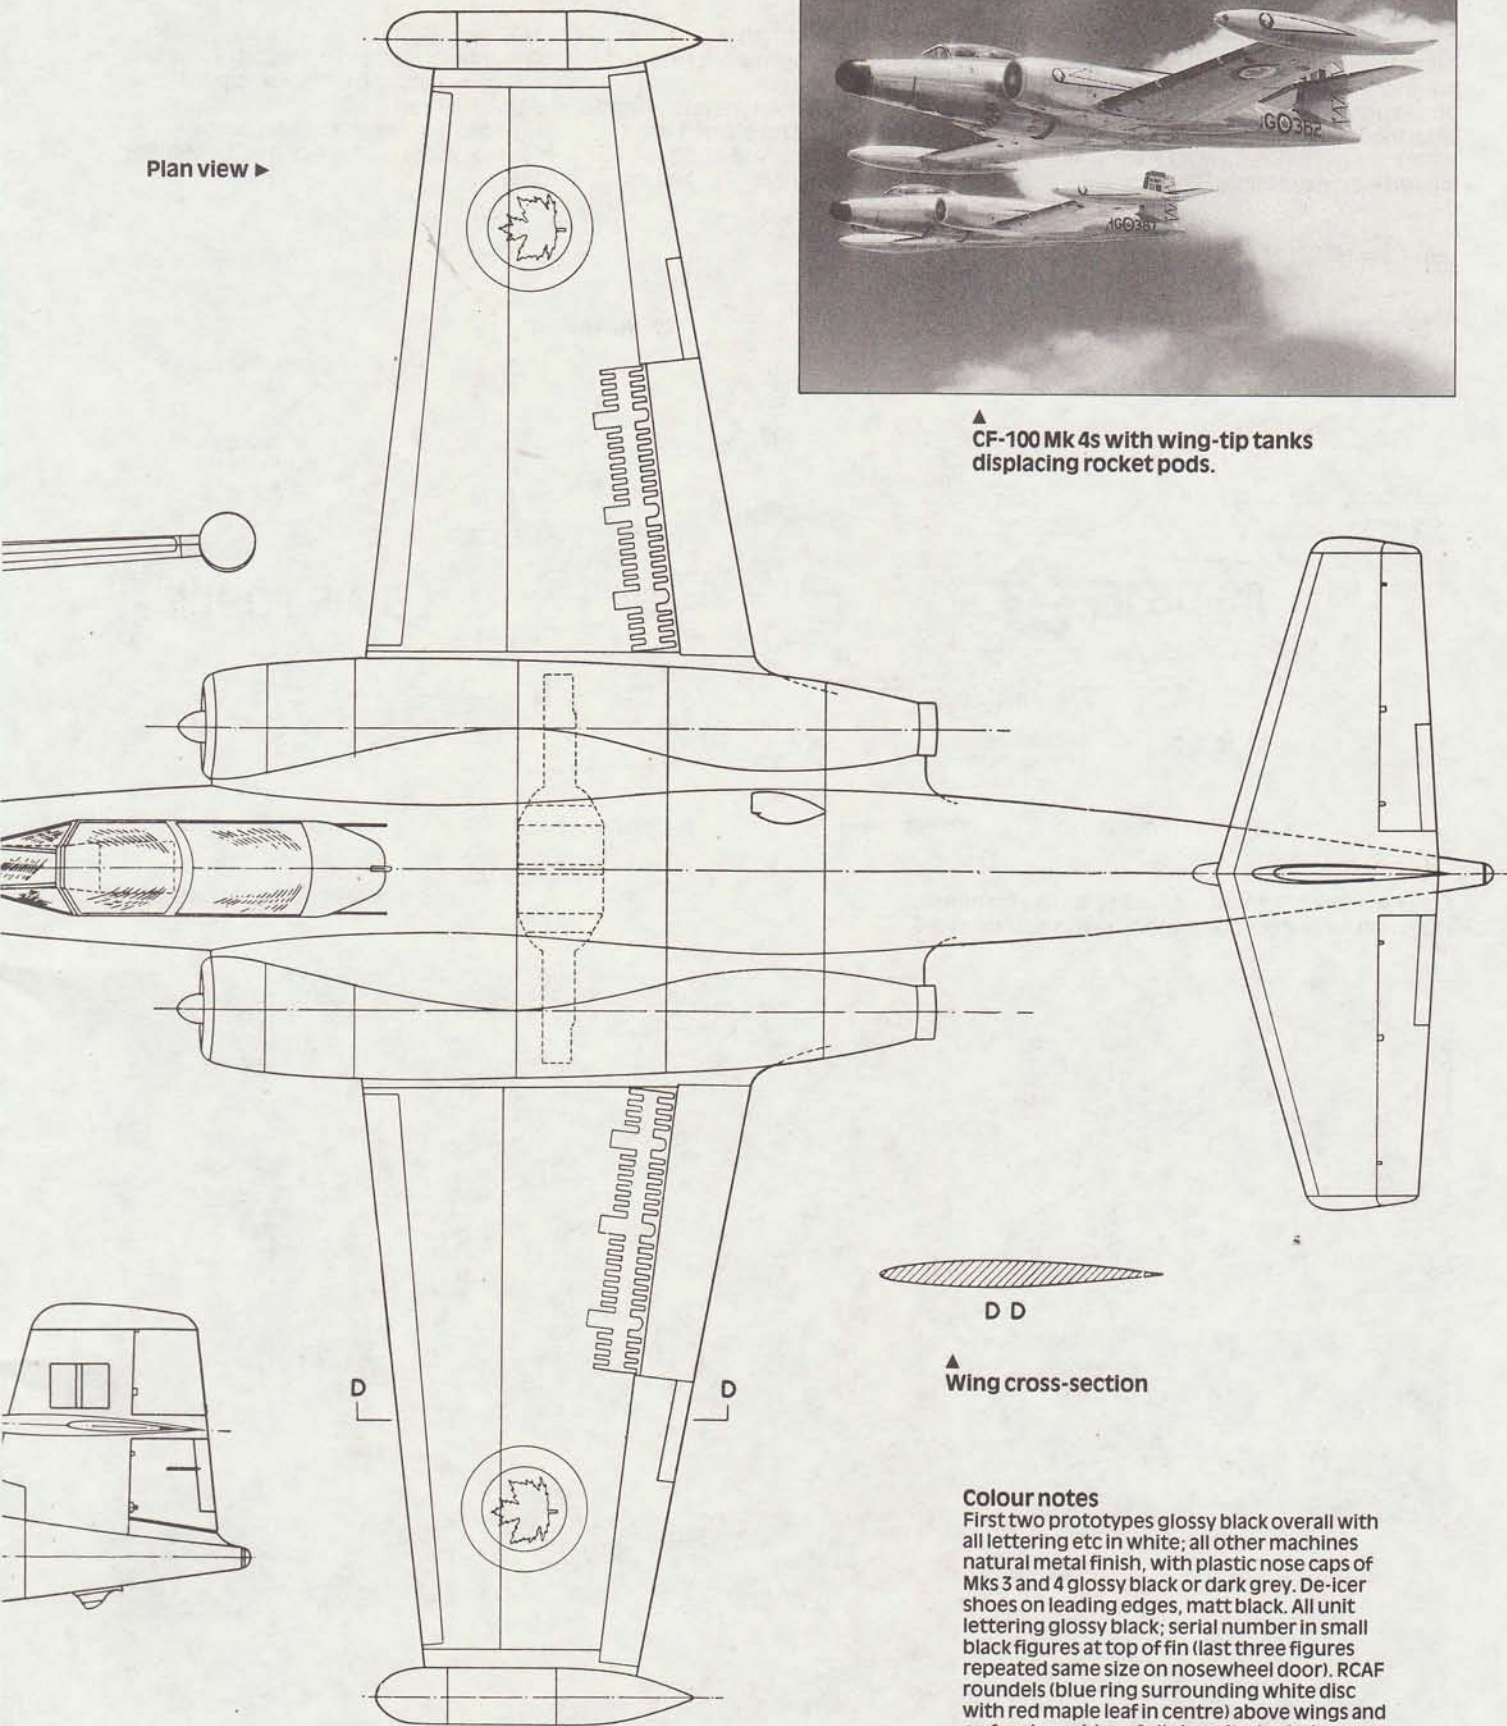 Plan view ►
G 362
G 367
▲
CF-100 Mk 4s with wing-tip tanks
displacing rocket pods.
D D
▲
Wing cross-section
D
D
Colour notes
First two prototypes glossy black overall with
all lettering etc in white; all other machines
natural metal finish, with plastic nose caps of
Mks 3 and 4 glossy black or dark grey. De-icer
shoes on leading edges, matt black. All unit
lettering glossy black; serial number in small
black figures at top of fin (last three figures
repeated same size on nosewheel door). RCAF
roundels (blue ring surrounding white disc
with red maple leaf in centre) above wings and